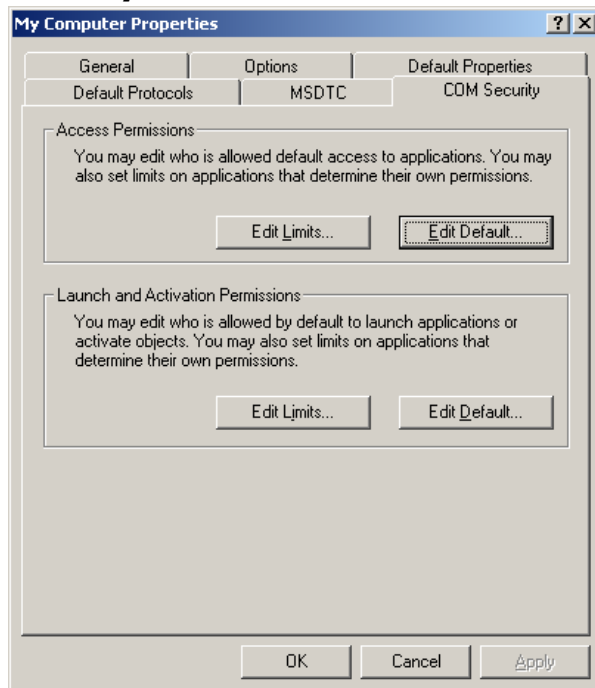 My Computer Properties
General Options Default Properties
Default Protocols MSDTC COM Security
Access Permissions
You may edit who is allowed default access to applications. You may
also set limits on applications that determine their own permissions.
Edit Limits... Edit Default...
Launch and Activation Permissions
You may edit who is allowed by default to launch applications or
activate objects. You may also set limits on applications that
determine their own permissions.
Edit Limits... Edit Default...
OK Cancel Apply